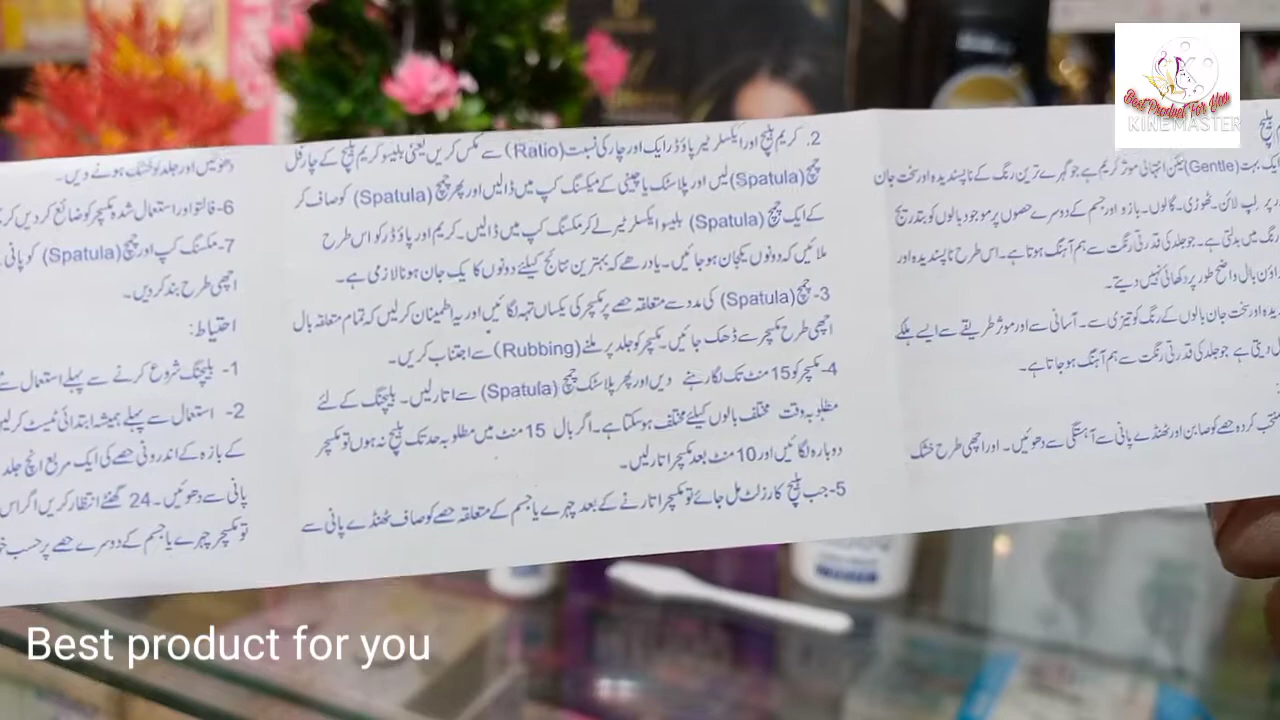 بلیچ
ایک بہت (Gentle) لیکن انتہائی موثر کریم ہے جو گہرے ترین رنگ کے ناپسندیدہ اور سخت جان
پر لپ لائن۔ ٹھوڑی۔ گالوں۔ بازو اور جسم کے دوسرے حصوں پر موجود بالوں کو بتدریج
رنگ میں بدلتی ہے۔ جو جلد کی قدرتی رنگت سے ہم آہنگ ہوتا ہے۔ اس طرح ناپسندیدہ اور
براؤن بال واضح طور پر دکھائی نہیں دیتے۔
اور سخت جان بالوں کے رنگ کو تیزی سے۔ آسانی سے اور موثر طریقے سے ایسے ہلکے
دیتی ہے جو جلد کی قدرتی رنگت سے ہم آہنگ ہو جاتا ہے۔
کردہ حصے کو صابن اور ٹھنڈے پانی سے آہستگی سے دھوئیں۔ اور اچھی طرح خشک
2. کریم بلیچ اور ایکسلریٹر پاؤڈر ایک اور چار کی نسبت (Ratio) سے مکس کریں یعنی بلیسو کریم بلیچ کے چار فل
چمچ (Spatula) لیں اور پلاسٹک یا چینی کے میکسنگ کپ میں ڈالیں اور پھر چمچ (Spatula) کو صاف کر
کے ایک چمچ (Spatula) بلیسو ایکسلریٹر لے کر مکسنگ کپ میں ڈالیں۔ کریم اور پاؤڈر کو اس طرح
ملائیں کہ دونوں یکجان ہو جائیں۔ یاد رھے کہ بہترین نتائج کیلئے دونوں کا یک جان ہونا لازمی ہے۔
3- چمچ (Spatula) کی مدد سے متعلقہ حصے پر مکسچر کی یکساں تہہ لگائیں اور یہ اطمینان کر لیں کہ تمام متعلقہ بال
اچھی طرح مکسچر سے ڈھک جائیں۔ مکسچر کو جلد پر ملنے (Rubbing) سے اجتناب کریں۔
4- مکسچر کو 15 منٹ تک لگا رہنے دیں اور پھر پلاسٹک چمچ (Spatula) سے اتار لیں۔ بلیچنگ کے لئے
مطلوبہ وقت مختلف بالوں کیلئے مختلف ہو سکتا ہے۔ اگر بال 15 منٹ میں مطلوبہ حد تک بلیچ نہ ہوں تو مکسچر
دوبارہ لگائیں اور 10 منٹ بعد مکسچر اتار لیں۔
5- جب بلیچ کا رزلٹ مل جائے تو مکسچر اتارنے کے بعد چہرے یا جسم کے متعلقہ حصے کو صاف ٹھنڈے پانی سے
دھوئیں اور جلد کو خشک ہونے دیں۔
6- فالتو اور استعمال شدہ مکسچر کو ضائع کر دیں
7- مکسنگ کپ اور چمچ (Spatula) کو پانی
اچھی طرح بند کر دیں۔
احتیاط:
1- بلیچنگ شروع کرنے سے پہلے استعمال
2- استعمال سے پہلے ہمیشہ ابتدائی ٹیسٹ کر لیں
کے بازہ کے اندرونی حصے کی ایک مربع انچ جلد
پانی سے دھوئیں۔ 24 گھنٹے انتظار کریں اگر اس
تو مکسچر چہرے یا جسم کے دوسرے حصے پر حسب
Best Product For You
KINEMASTER
Best product for you